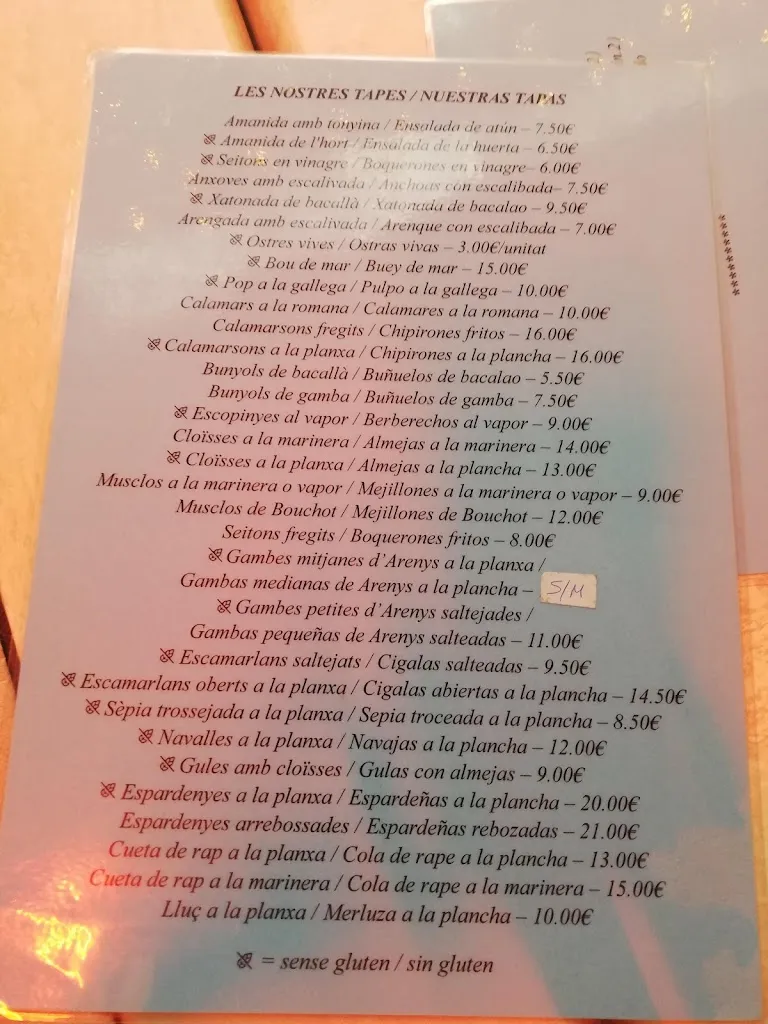 LES NOSTRES TAPES / NUESTRAS TAPAS
Amanida amb tonyina / Ensalada de atún – 7.50€
Amanida de l'hort / Ensalada de la huerta – 6.50€
Seitons en vinagre / Boquerones en vinagre– 6.00€
Anxoves amb escalivada / Anchoas con escalibada– 7.50€
Xatonada de bacallà / Xatonada de bacalao – 9.50€
Arengada amb escalivada / Arenque con escalibada – 7.00€
Ostres vives / Ostras vivas – 3.00€/unitat
Bou de mar / Buey de mar – 15.00€
Pop a la gallega / Pulpo a la gallega – 10.00€
Calamars a la romana / Calamares a la romana – 10.00€
Calamarsons fregits / Chipirones fritos – 16.00€
Calamarsons a la planxa / Chipirones a la plancha – 16.00€
Bunyols de bacallà / Buñuelos de bacalao – 5.50€
Bunyols de gamba / Buñuelos de gamba – 7.50€
Escopinyes al vapor / Berberechos al vapor – 9.00€
Cloïsses a la marinera / Almejas a la marinera – 14.00€
Cloïsses a la planxa / Almejas a la plancha – 13.00€
Musclos a la marinera o vapor / Mejillones a la marinera o vapor – 9.00€
Musclos de Bouchot / Mejillones de Bouchot – 12.00€
Seitons fregits / Boquerones fritos – 8.00€
Gambes mitjanes d'Arenys a la planxa /
Gambas medianas de Arenys a la plancha – S/M
Gambes petites d'Arenys saltejades /
Gambas pequeñas de Arenys salteadas – 11.00€
Escamarlans saltejats / Cigalas salteadas – 9.50€
Escamarlans oberts a la planxa / Cigalas abiertas a la plancha – 14.50€
Sèpia trossejada a la planxa / Sepia troceada a la plancha – 8.50€
Navalles a la planxa / Navajas a la plancha – 12.00€
Gules amb cloïsses / Gulas con almejas – 9.00€
Espardenyes a la planxa / Espardeñas a la plancha – 20.00€
Espardenyes arrebossades / Espardeñas rebozadas – 21.00€
Cueta de rap a la planxa / Cola de rape a la plancha – 13.00€
Cueta de rap a la marinera / Cola de rape a la marinera – 15.00€
Lluç a la planxa / Merluza a la plancha – 10.00€
= sense gluten / sin gluten